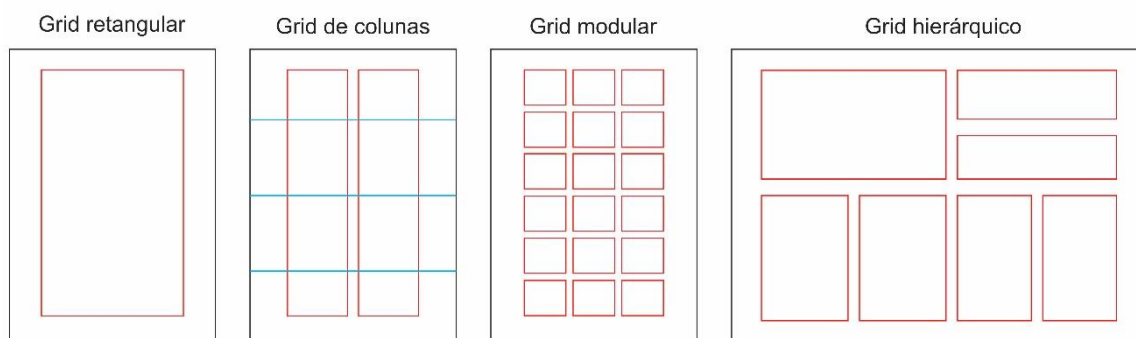 Grid retangular
Grid de colunas
Grid modular
Grid hierárquico